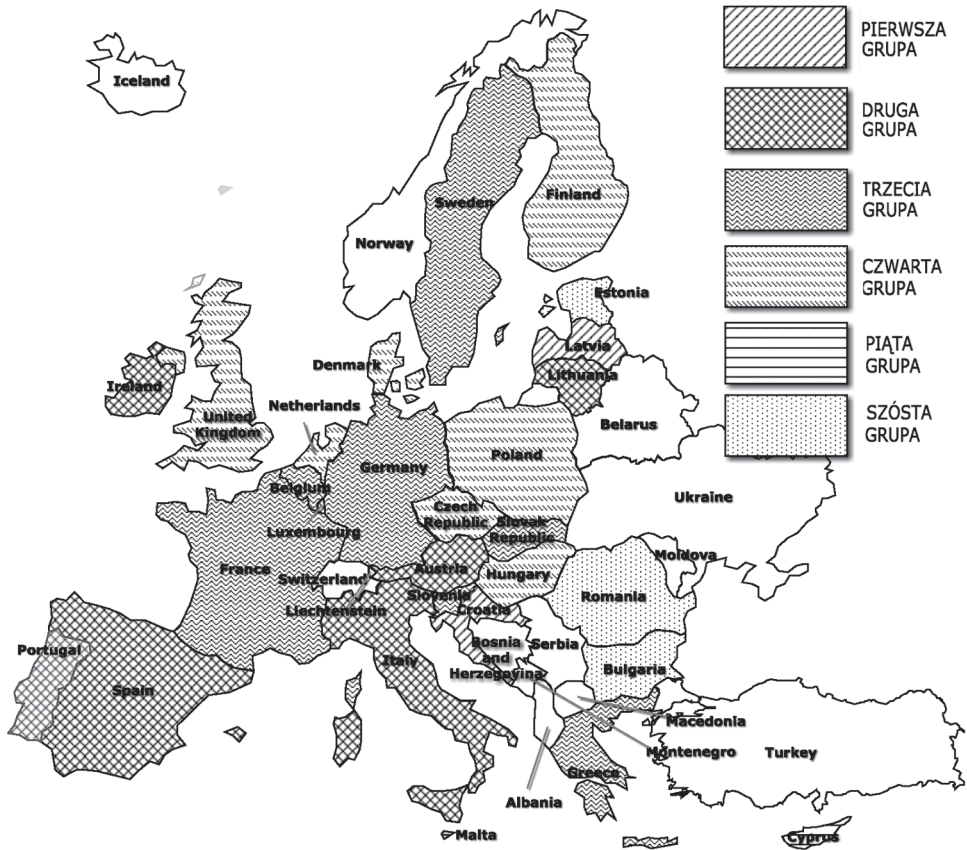 PIERWSZA
GRUPA
DRUGA
GRUPA
TRZECIA
GRUPA
CZWARTA
GRUPA
PIĄTA
GRUPA
SZÓSTA
GRUPA
Iceland
Sweden
Finland
Norway
Estonia
Latvia
Lithuania
Denmark
Ireland
Netherlands
United
Kingdom
Belarus
Poland
Germany
Belgium
Ukraine
Czech
Republic
Slovak
Republic
Luxembourg
Moldova
France
Austria
Switzerland
Hungary
Slovenia
Romania
Liechtenstein
Croatia
Portugal
Bosnia
and
Herzegovina
Serbia
Italy
Bulgaria
Spain
Macedonia
Montenegro
Turkey
Greece
Albania
Malta
Cyprus